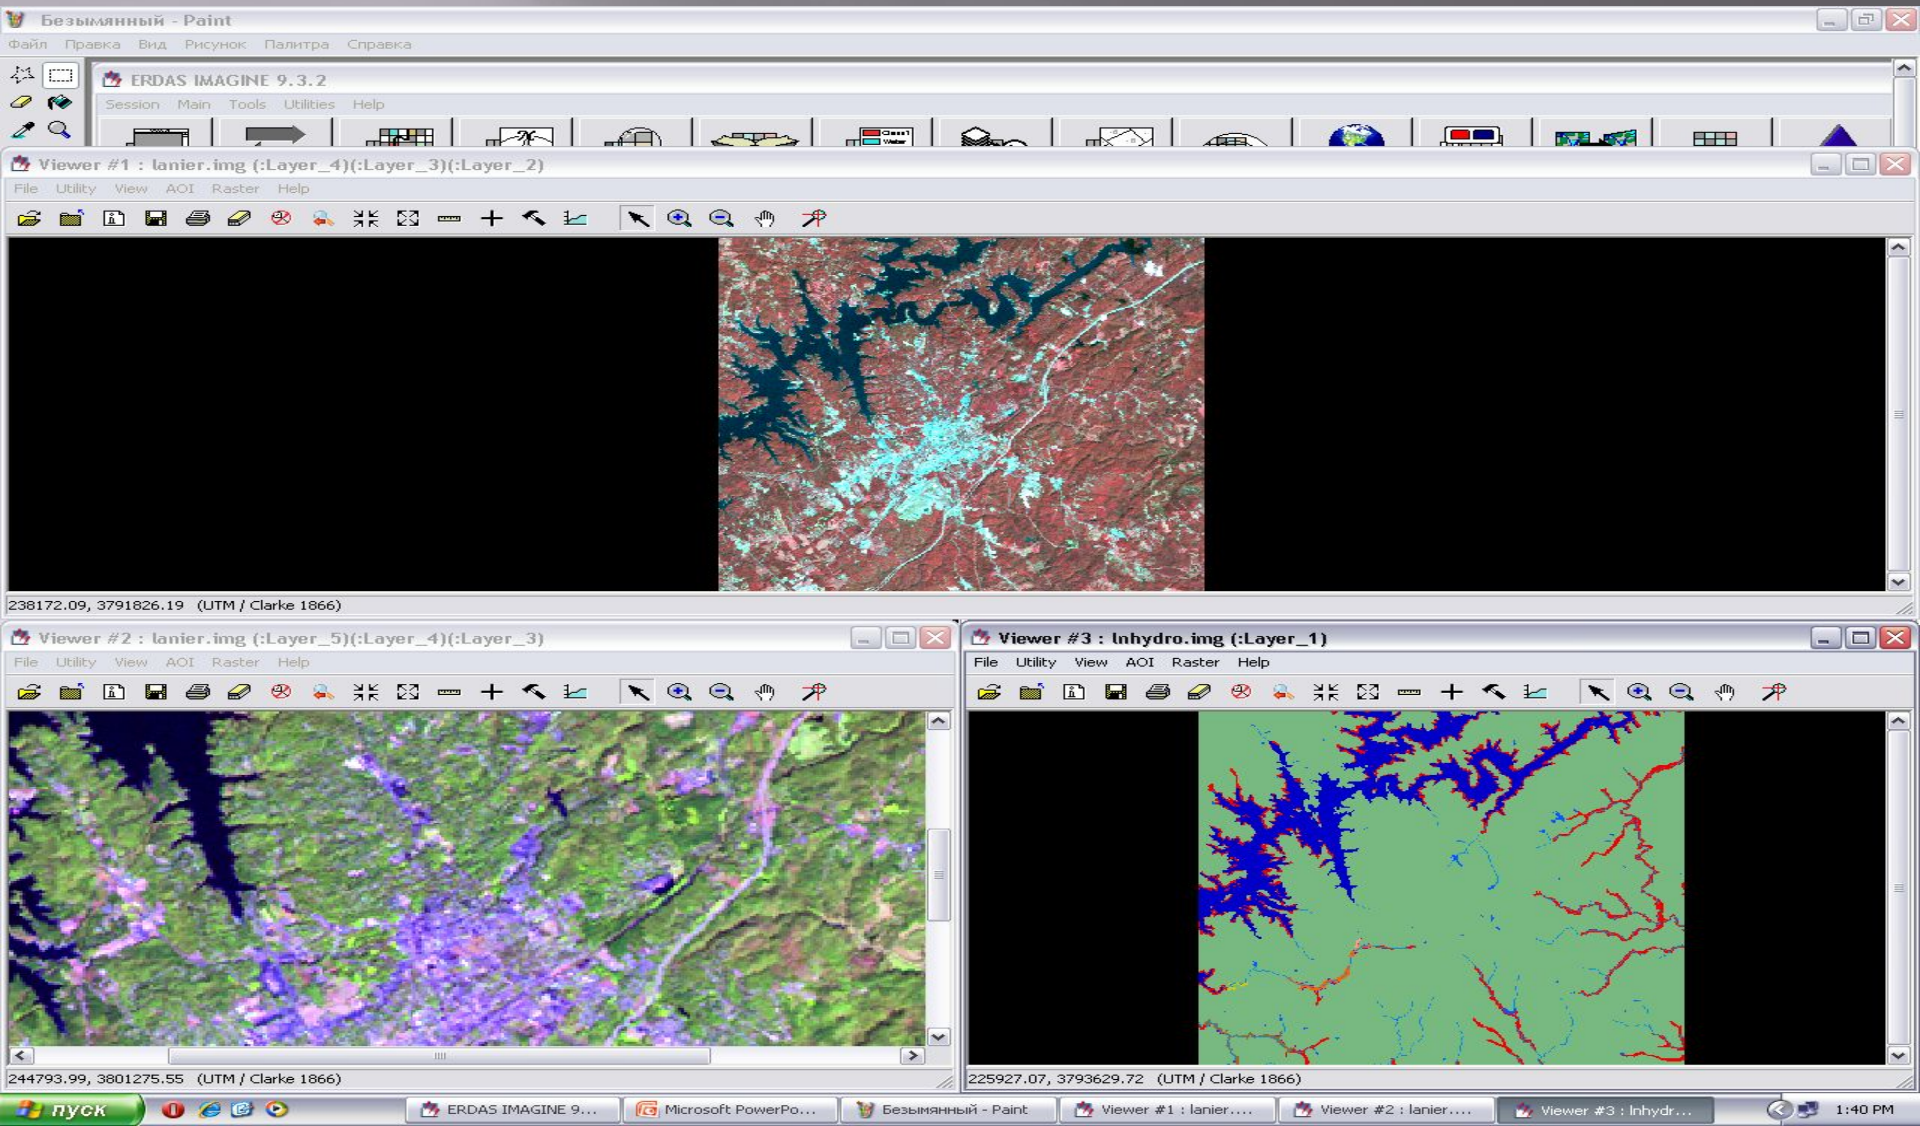 Безымянный - Paint
Файл Правка Вид Рисунок Палитра Справка
ERDAS IMAGINE 9.3.2
Session Main Tools Utilities Help
Class1
Water
Viewer #1 : lanier.img (:Layer_4)(:Layer_3)(:Layer_2)
File Utility View AOI Raster Help
238172.09, 3791826.19 (UTM / Clarke 1866)
Viewer #2 : lanier.img (:Layer_5)(:Layer_4)(:Layer_3)
File Utility View AOI Raster Help
244793.99, 3801275.55 (UTM / Clarke 1866)
Viewer #3 : lnhydro.img (:Layer_1)
File Utility View AOI Raster Help
225927.07, 3793629.72 (UTM / Clarke 1866)
пуск ERDAS IMAGINE 9... Microsoft PowerPo... Безымянный - Paint Viewer #1 : lanier.... Viewer #2 : lanier.... Viewer #3 : lnhydr... 1:40 PM